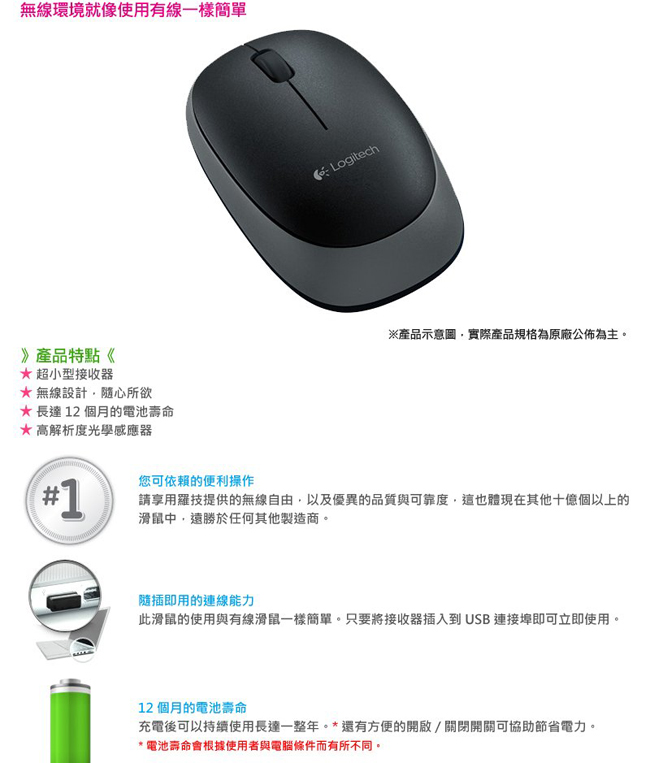 無線環境就像使用有線一樣簡單
Logitech
※產品示意圖，實際產品規格為原廠公佈為主。
》產品特點《
★ 超小型接收器
★ 無線設計，隨心所欲
★ 長達 12 個月的電池壽命
★ 高解析度光學感應器
#1
您可依賴的便利操作
請享用羅技提供的無線自由，以及優異的品質與可靠度，這也體現在其他十億個以上的
滑鼠中，遠勝於任何其他製造商。
隨插即用的連線能力
此滑鼠的使用與有線滑鼠一樣簡單。只要將接收器插入到 USB 連接埠即可立即使用。
12 個月的電池壽命
充電後可以持續使用長達一整年。* 還有方便的開啟 / 關閉開關可協助節省電力。
* 電池壽命會根據使用者與電腦條件而有所不同。